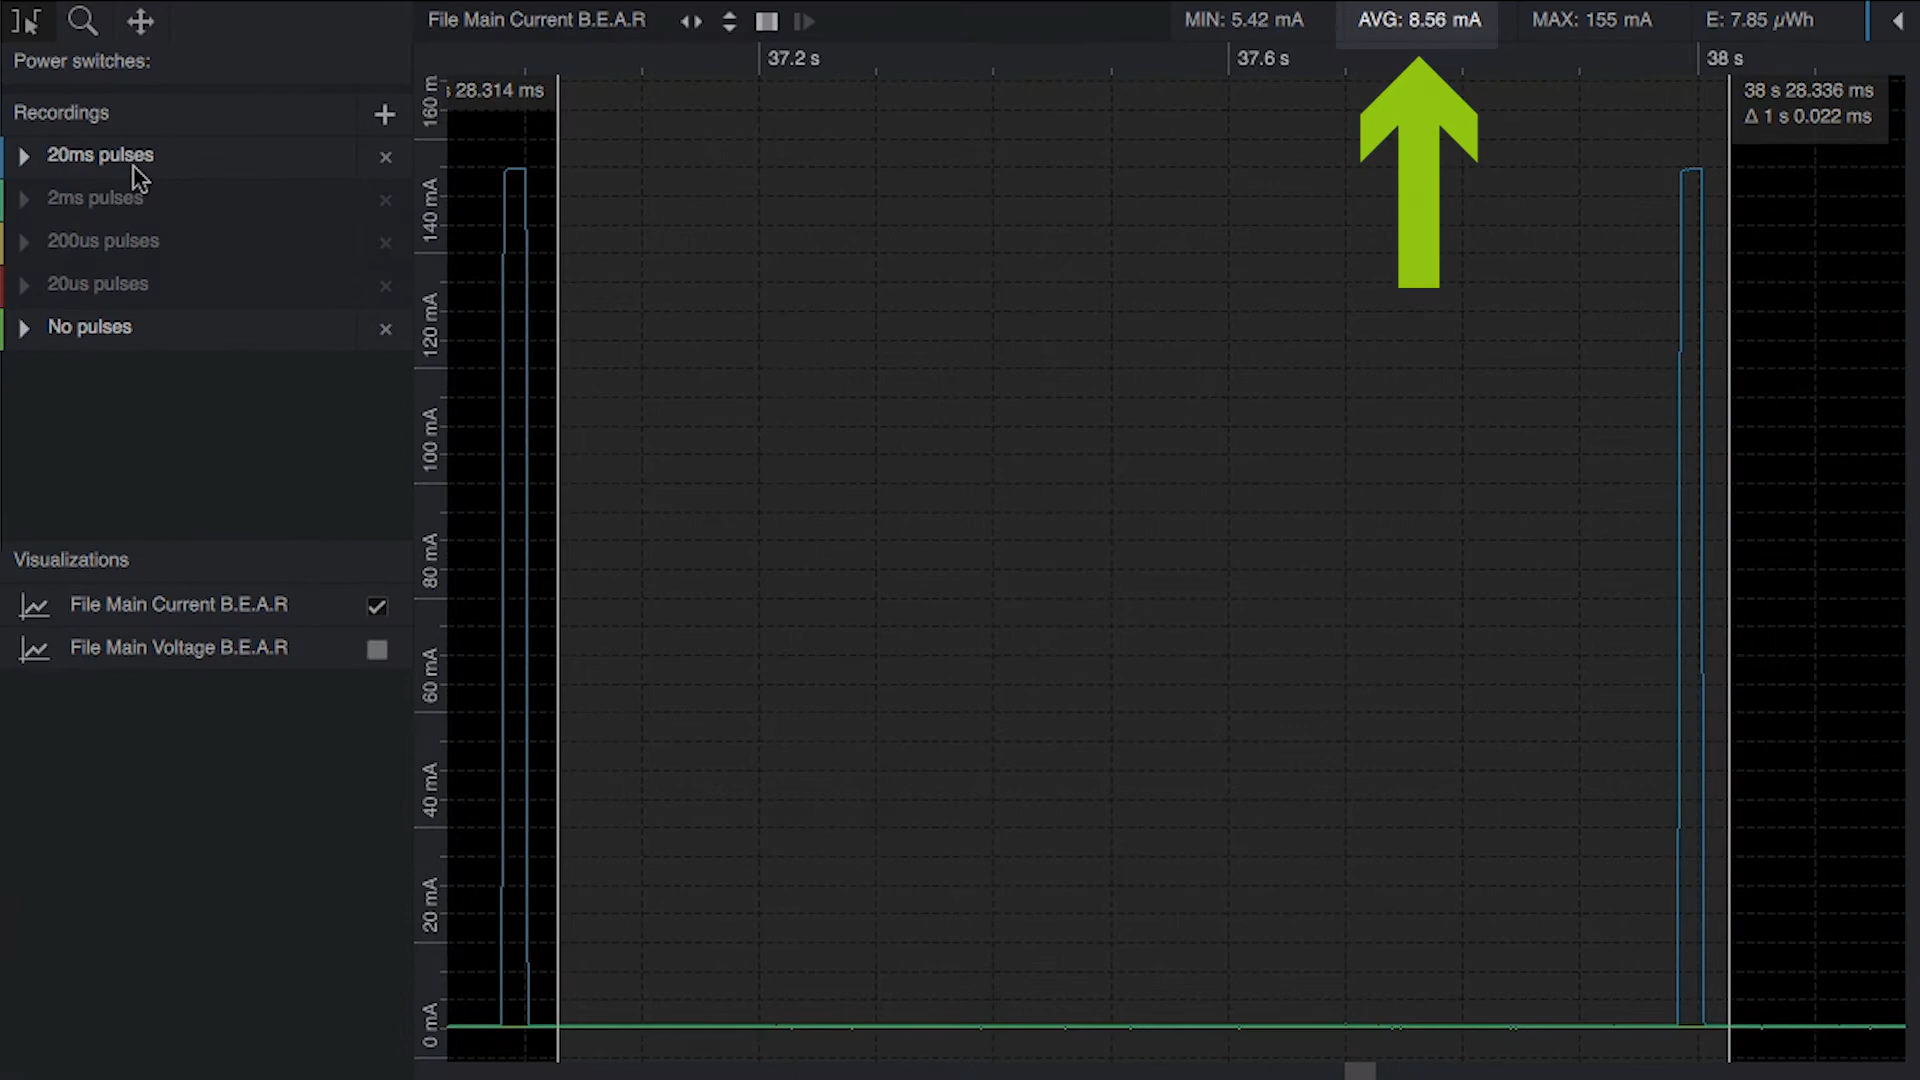 File Main Current B.E.A.R
MIN: 5.42 mA
AVG: 8.56 mA
MAX: 155 mA
E: 7.85 µWh
Power switches:
37.2 s
37.6 s
38 s
s 28.314 ms
38 s 28.336 ms
Δ 1 s 0.022 ms
Recordings
20ms pulses
2ms pulses
200us pulses
20us pulses
No pulses
Visualizations
File Main Current B.E.A.R
File Main Voltage B.E.A.R
160 m
140 mA
120 mA
100 mA
80 mA
60 mA
40 mA
20 mA
0 mA